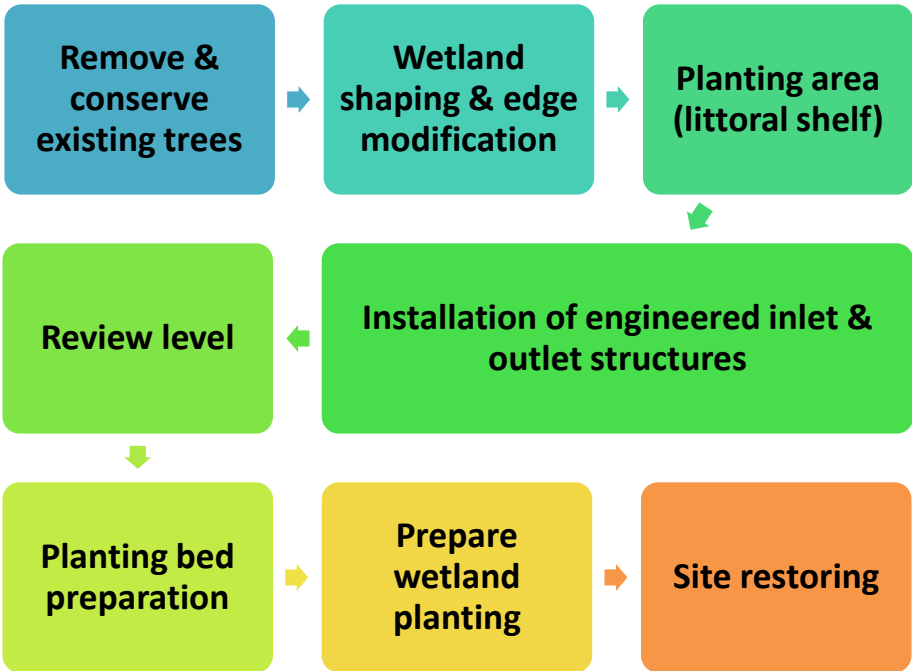 Remove &
conserve
existing trees
Wetland
shaping & edge
modification
Planting area
(littoral shelf)
Installation of engineered inlet &
outlet structures
Review level
Planting bed
preparation
Prepare
wetland
planting
Site restoring